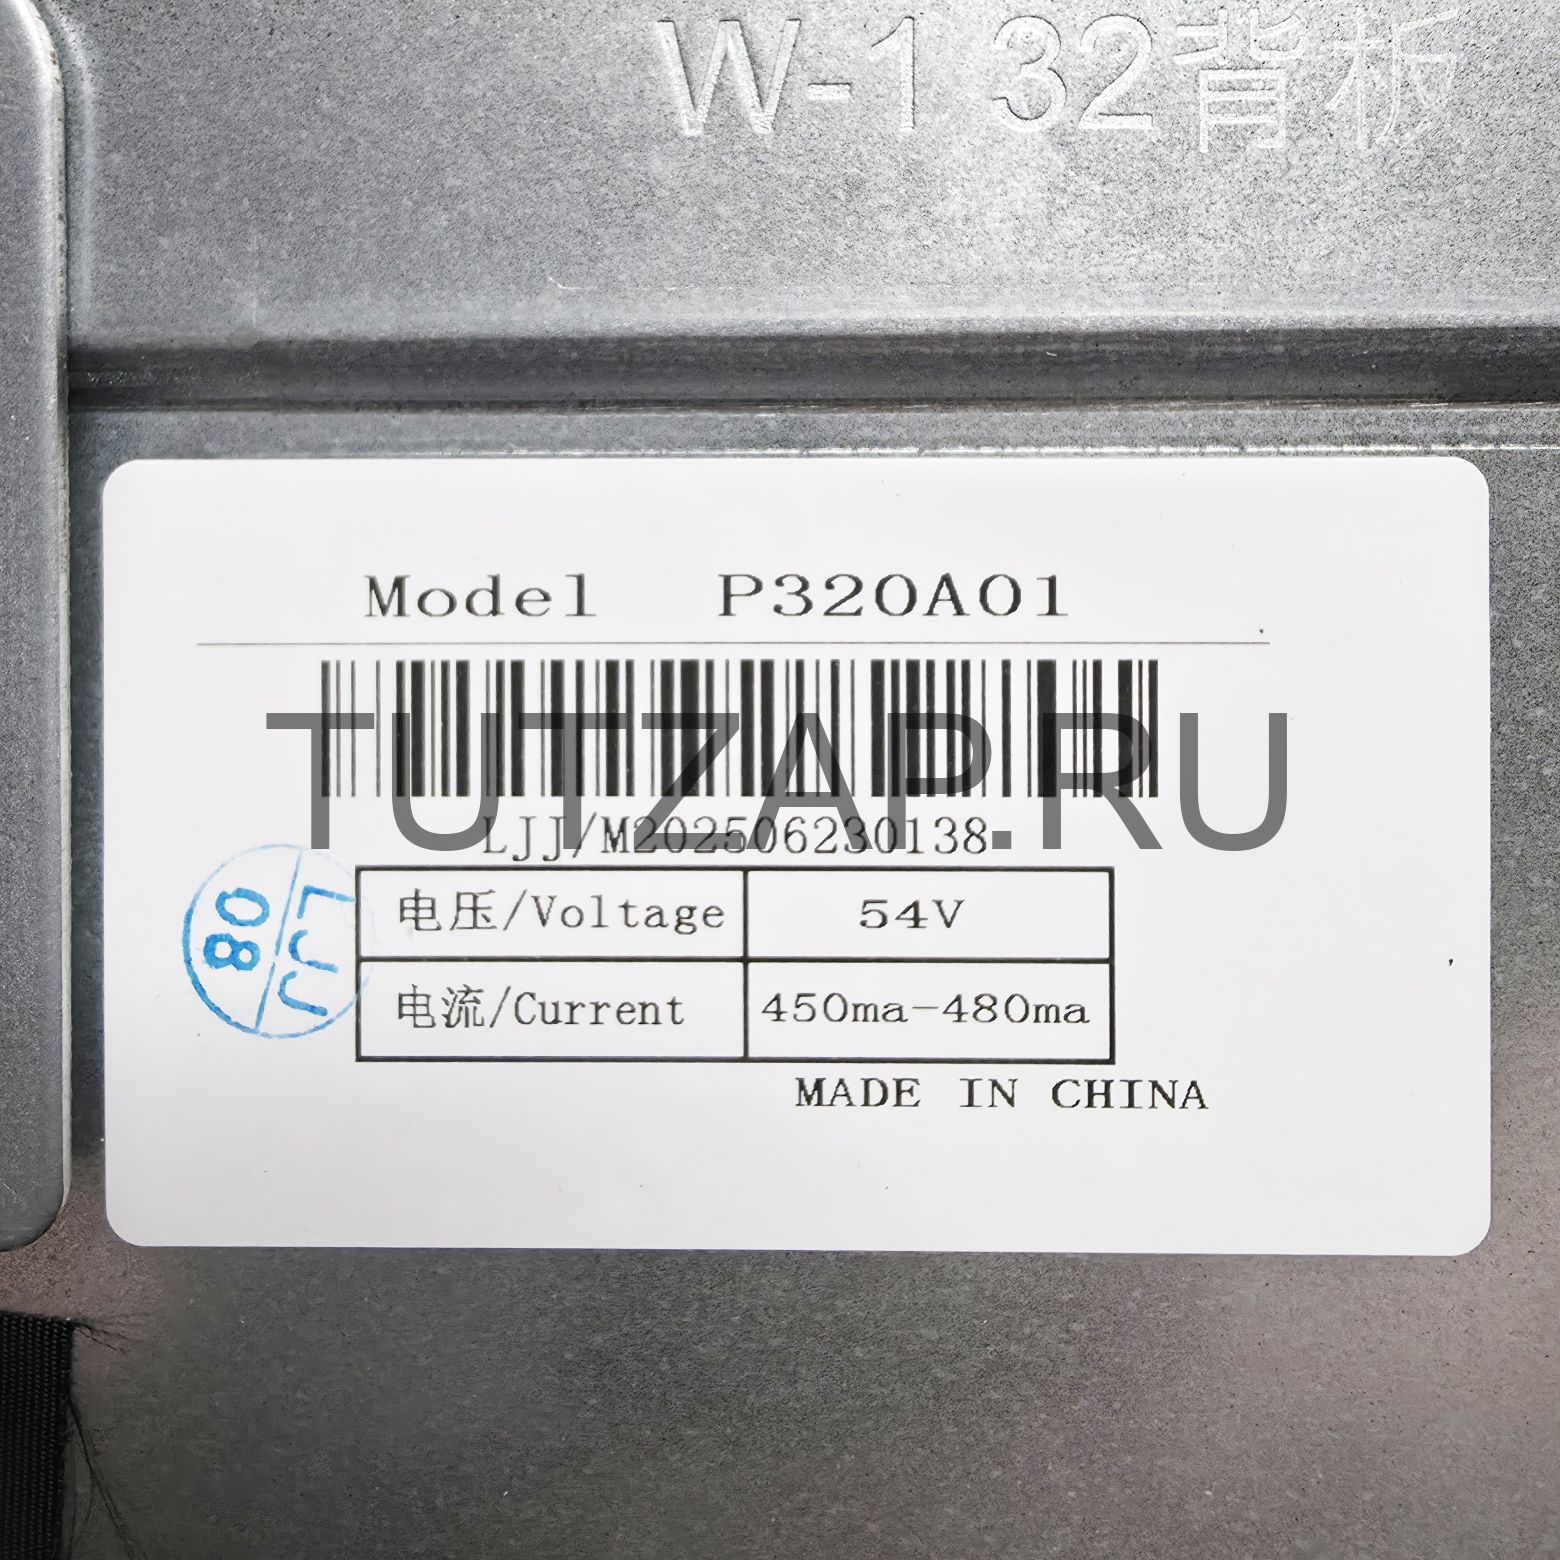 W-1 32背板
Model P320A01
TUTZAP.RU
LJJ/M202506230138
电压/Voltage 54V
电流/Current 450ma-480ma
LJJ
08
MADE IN CHINA